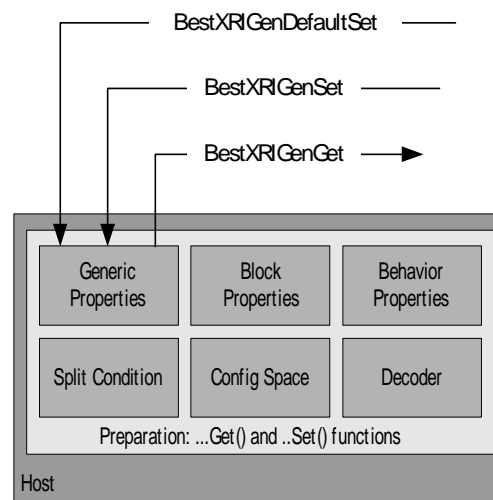 BestXRIGenDefaultSet
BestXRIGenSet
BestXRIGenGet
Generic
Properties
Block
Properties
Behavior
Properties
Split Condition
Config Space
Decoder
Preparation: ...Get() and ..Set() functions
Host